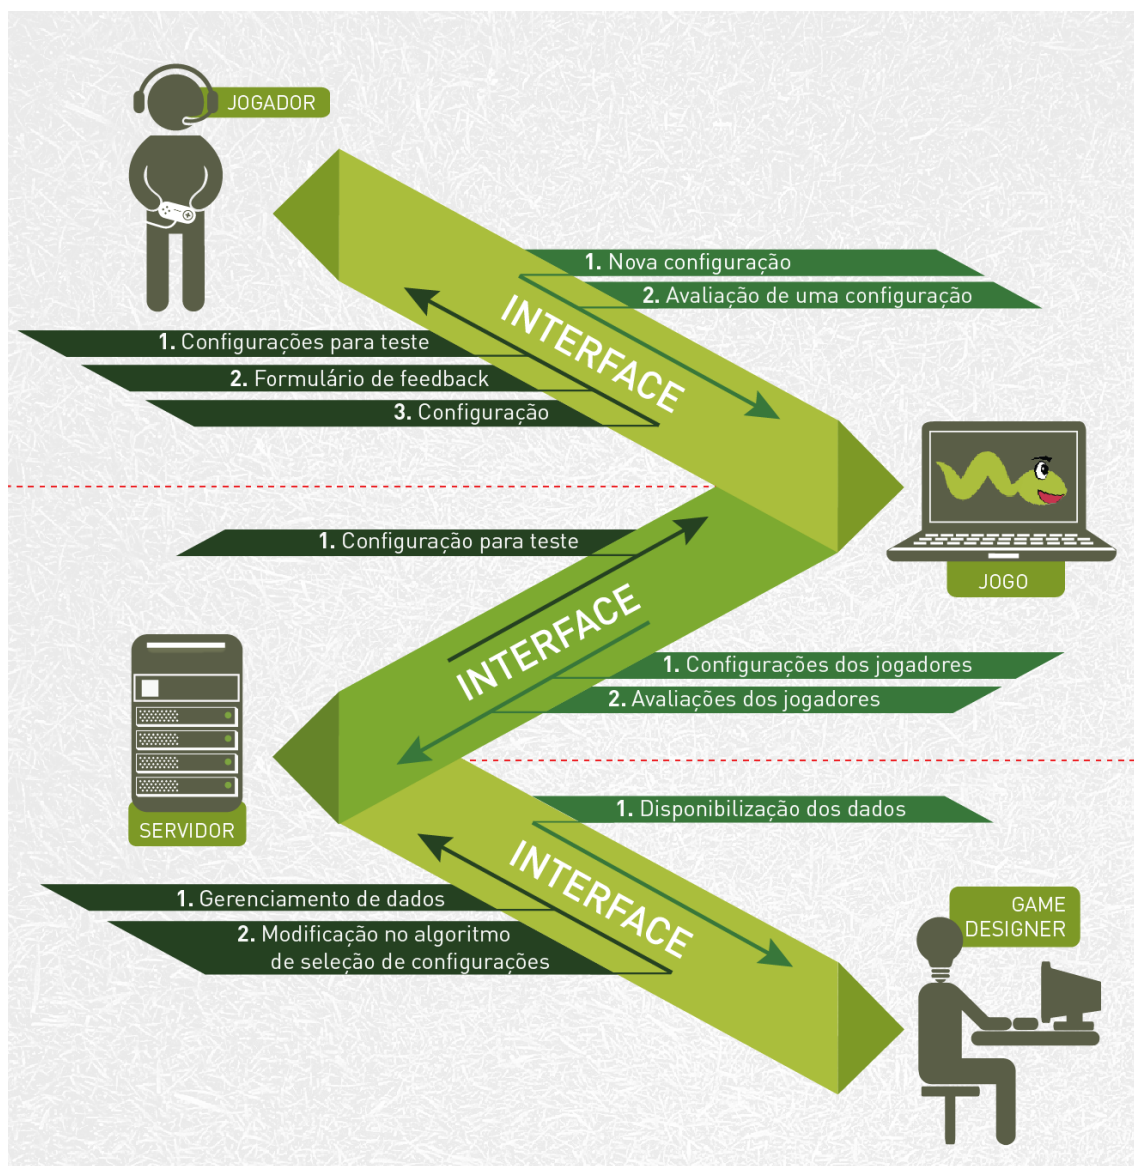 JOGADOR
1. Nova configuração
2. Avaliação de uma configuração
INTERFACE
1. Configurações para teste
2. Formulário de feedback
3. Configuração
JOGO
1. Configuração para teste
INTERFACE
1. Configurações dos jogadores
2. Avaliações dos jogadores
SERVIDOR
1. Disponibilização dos dados
INTERFACE
1. Gerenciamento de dados
2. Modificação no algoritmo
de seleção de configurações
GAME
DESIGNER